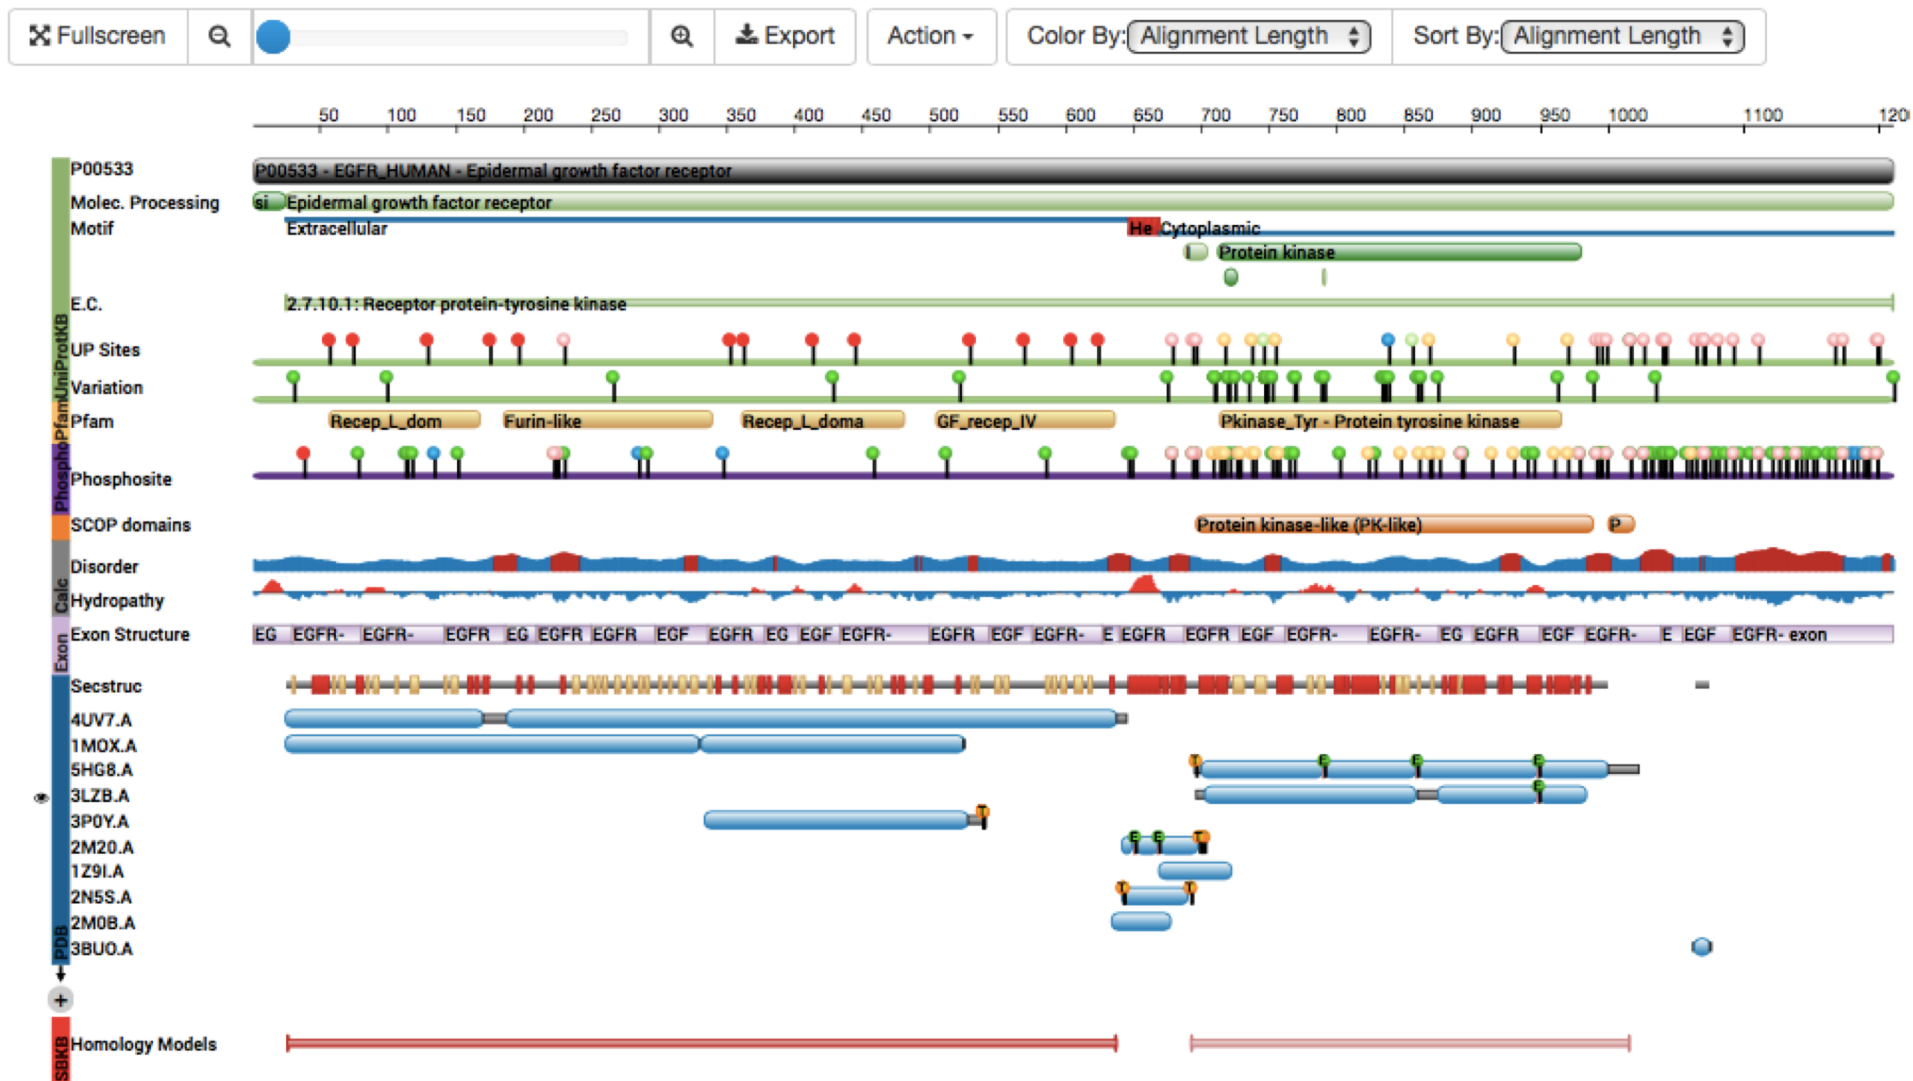 Fullscreen Export Action Color By: Alignment Length Sort By: Alignment Length
50 100 150 200 250 300 350 400 450 500 550 600 650 700 750 800 850 900 950 1000 1100 120
P00533 P00533 - EGFR_HUMAN - Epidermal growth factor receptor
Molec. Processing si Epidermal growth factor receptor
Motif Extracellular He Cytoplasmic
Protein kinase
E.C. 2.7.10.1: Receptor protein-tyrosine kinase
UniProtKB
UP Sites
Variation
Pfam
Pfam Recep_L_dom Furin-like Recep_L_doma GF_recep_IV Pkinase_Tyr - Protein tyrosine kinase
Phospho
Phosphosite
SCOP domains Protein kinase-like (PK-like) P
Calc
Disorder
Hydropathy
Exon
Exon Structure EG EGFR- EGFR- EGFR EG EGFR EGFR EGF EGFR EG EGF EGFR- EGFR EGF EGFR- E EGFR EGFR EGF EGFR- EGFR- EG EGFR EGF EGFR- E EGF EGFR- exon
Secstruc
4UV7.A
1MOX.A
5HG8.A T E E E
3LZB.A E
3P0Y.A T
2M20.A E E T
1Z9I.A
2N5S.A T T
2M0B.A
3BUO.A
PDB
+
SBKB
Homology Models